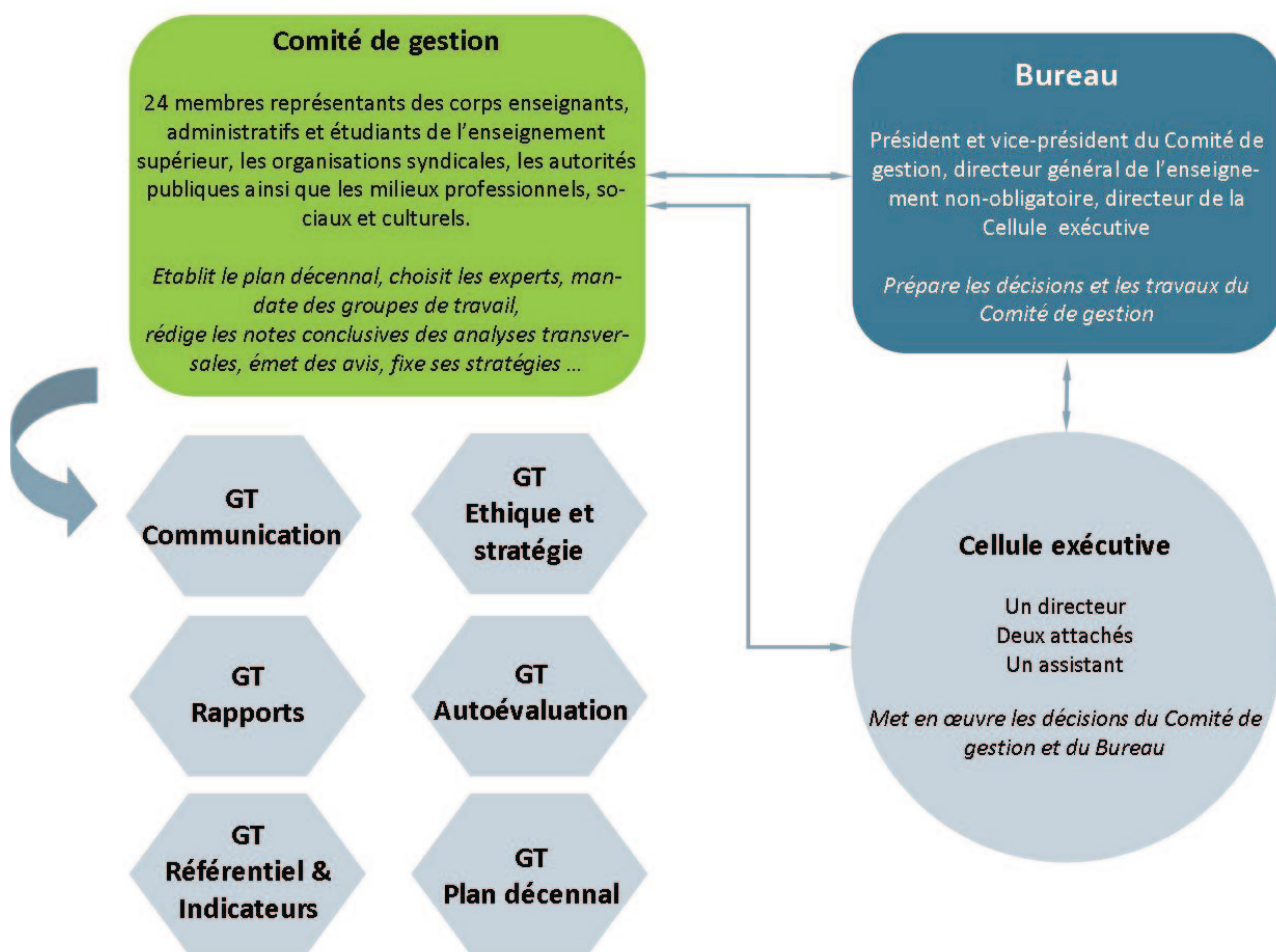 Comité de gestion
24 membres représentants des corps enseignants,
administratifs et étudiants de l'enseignement
supérieur, les organisations syndicales, les autorités
publiques ainsi que les milieux professionnels, so-
ciaux et culturels.
Etablit le plan décennal, choisit les experts, man-
date des groupes de travail,
rédige les notes conclusives des analyses transver-
sales, émet des avis, fixe ses stratégies ...
Bureau
Président et vice-président du Comité de
gestion, directeur général de l'enseigne-
ment non-obligatoire, directeur de la
Cellule exécutive
Prépare les décisions et les travaux du
Comité de gestion
GT
Communication
GT
Ethique et
stratégie
GT
Rapports
GT
Autoévaluation
GT
Référentiel &
Indicateurs
GT
Plan décennal
Cellule exécutive
Un directeur
Deux attachés
Un assistant
Met en œuvre les décisions du Comité de
gestion et du Bureau